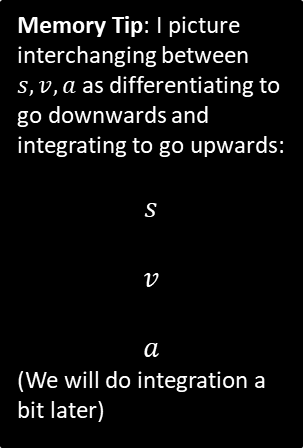 Memory Tip: I picture
interchanging between
s, v, a as differentiating to
go downwards and
integrating to go upwards:
s
v
a
(We will do integration a
bit later)